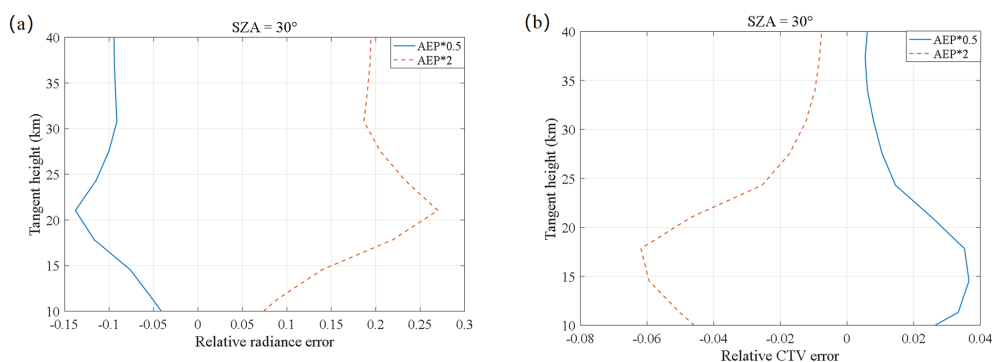 (a)
SZA = 30°
AEP*0.5
AEP*2
Tangent height (km)
40
35
30
25
20
15
10
-0.15 -0.1 -0.05 0 0.05 0.1 0.15 0.2 0.25 0.3
Relative radiance error
(b)
SZA = 30°
AEP*0.5
AEP*2
Tangent height (km)
40
35
30
25
20
15
10
-0.08 -0.06 -0.04 -0.02 0 0.02 0.04
Relative CTV error